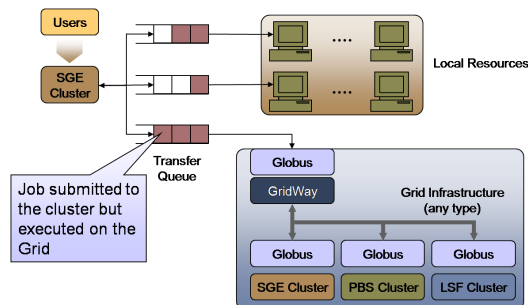 Users
SGE
Cluster
....
....
Local Resources
Transfer
Queue
Job submitted to
the cluster but
executed on the
Grid
Globus
GridWay
Grid Infrastructure
(any type)
Globus
Globus
Globus
SGE Cluster
PBS Cluster
LSF Cluster